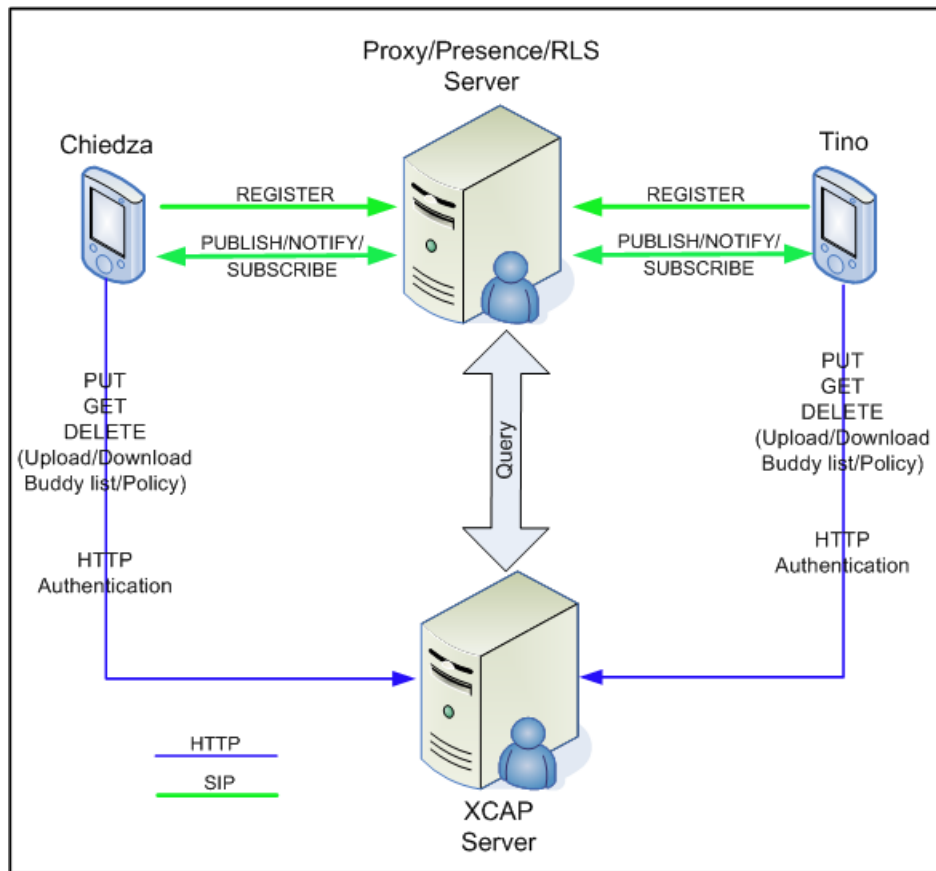 Proxy/Presence/RLS
Server
Chiedza
Tino
REGISTER
REGISTER
PUBLISH/NOTIFY/
SUBSCRIBE
PUBLISH/NOTIFY/
SUBSCRIBE
PUT
GET
DELETE
(Upload/Download
Buddy list/Policy)
HTTP
Authentication
Query
PUT
GET
DELETE
(Upload/Download
Buddy list/Policy)
HTTP
Authentication
HTTP
SIP
XCAP
Server